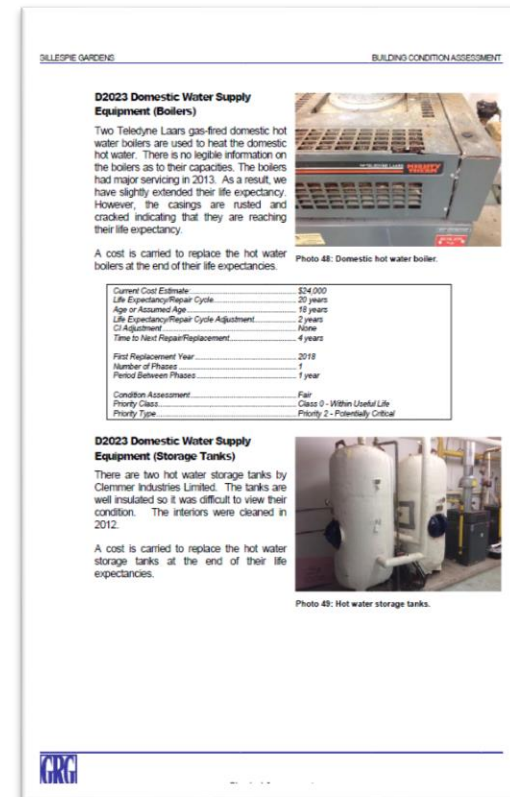 GILLESPIE GARDENS BUILDING CONDITION ASSESSMENT
D2023 Domestic Water Supply
Equipment (Boilers)
Two Teledyne Laars gas-fired domestic hot
water boilers are used to heat the domestic
hot water. There is no legible information on
the boilers as to their capacities. The boilers
had major servicing in 2013. As a result, we
have slightly extended their life expectancy.
However, the casings are rusted and
cracked indicating that they are reaching
their life expectancy.
A cost is carried to replace the hot water
boilers at the end of their life expectancies.
TELEDYNE LAARS MIGHTY
THERM
Photo 48: Domestic hot water boiler.
Current Cost Estimate $24,000
Life Expectancy/Repair Cycle 20 years
Age or Assumed Age 18 years
Life Expectancy/Repair Cycle Adjustment 2 years
CI Adjustment None
Time to Next Repair/Replacement 4 years
First Replacement Year 2018
Number of Phases 1
Period Between Phases 1 year
Condition Assessment Fair
Priority Class Class 0 - Within Useful Life
Priority Type Priority 2 - Potentially Critical
D2023 Domestic Water Supply
Equipment (Storage Tanks)
There are two hot water storage tanks by
Clemmer Industries Limited. The tanks are
well insulated so it was difficult to view their
condition. The interiors were cleaned in
2012.
A cost is carried to replace the hot water
storage tanks at the end of their life
expectancies.
Photo 49: Hot water storage tanks.
GRG